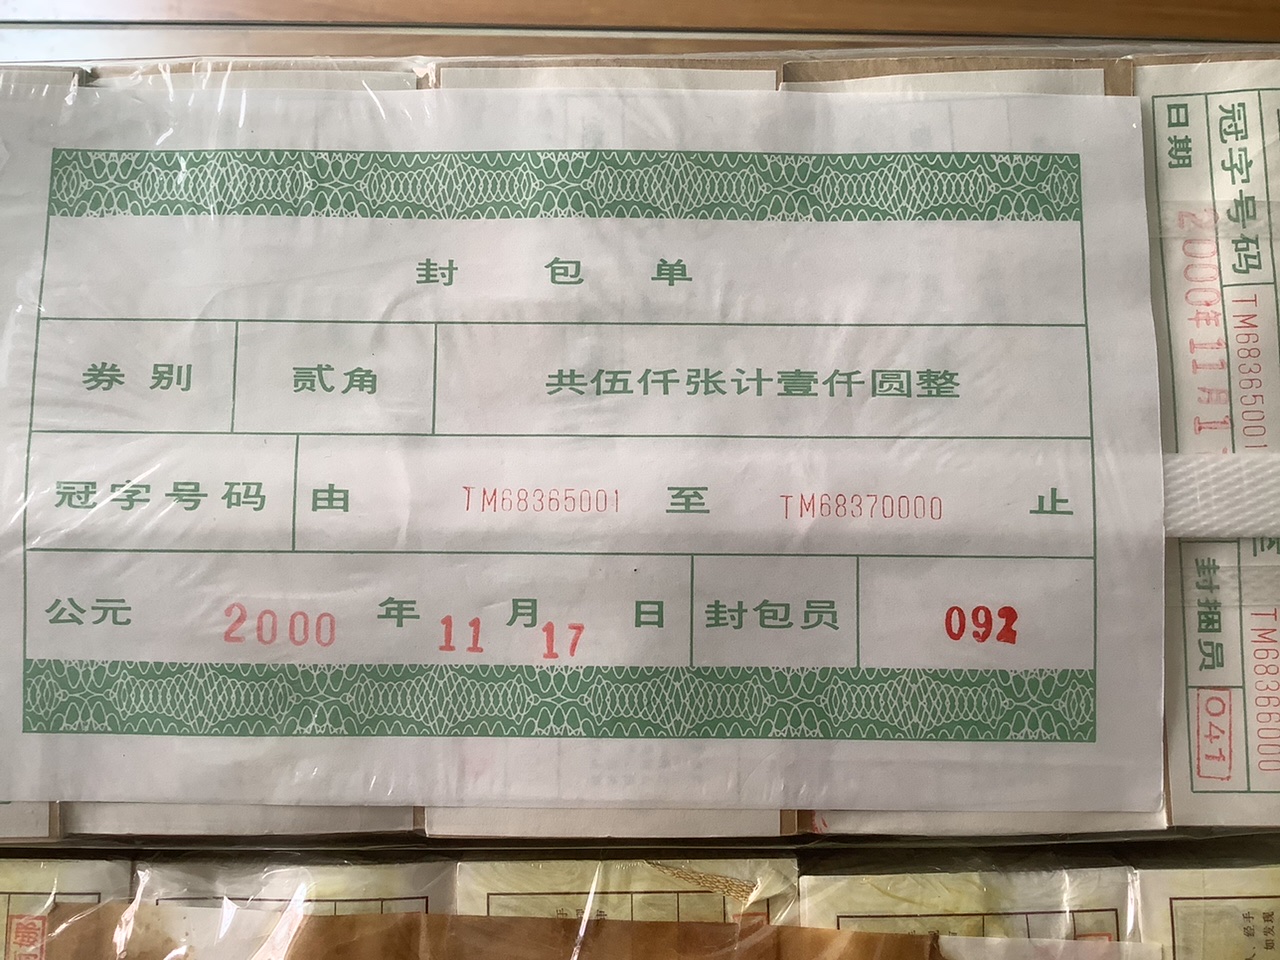 封 包 单
券 别 贰角 共伍仟张计壹仟圆整
冠字号码 由 TM68365001 至 TM68370000 止
公元 2000 年 11 月 17 日 封包员 092
冠字号码 TM68365001
TM68366000
日期 2000年11月1
封捆员 041